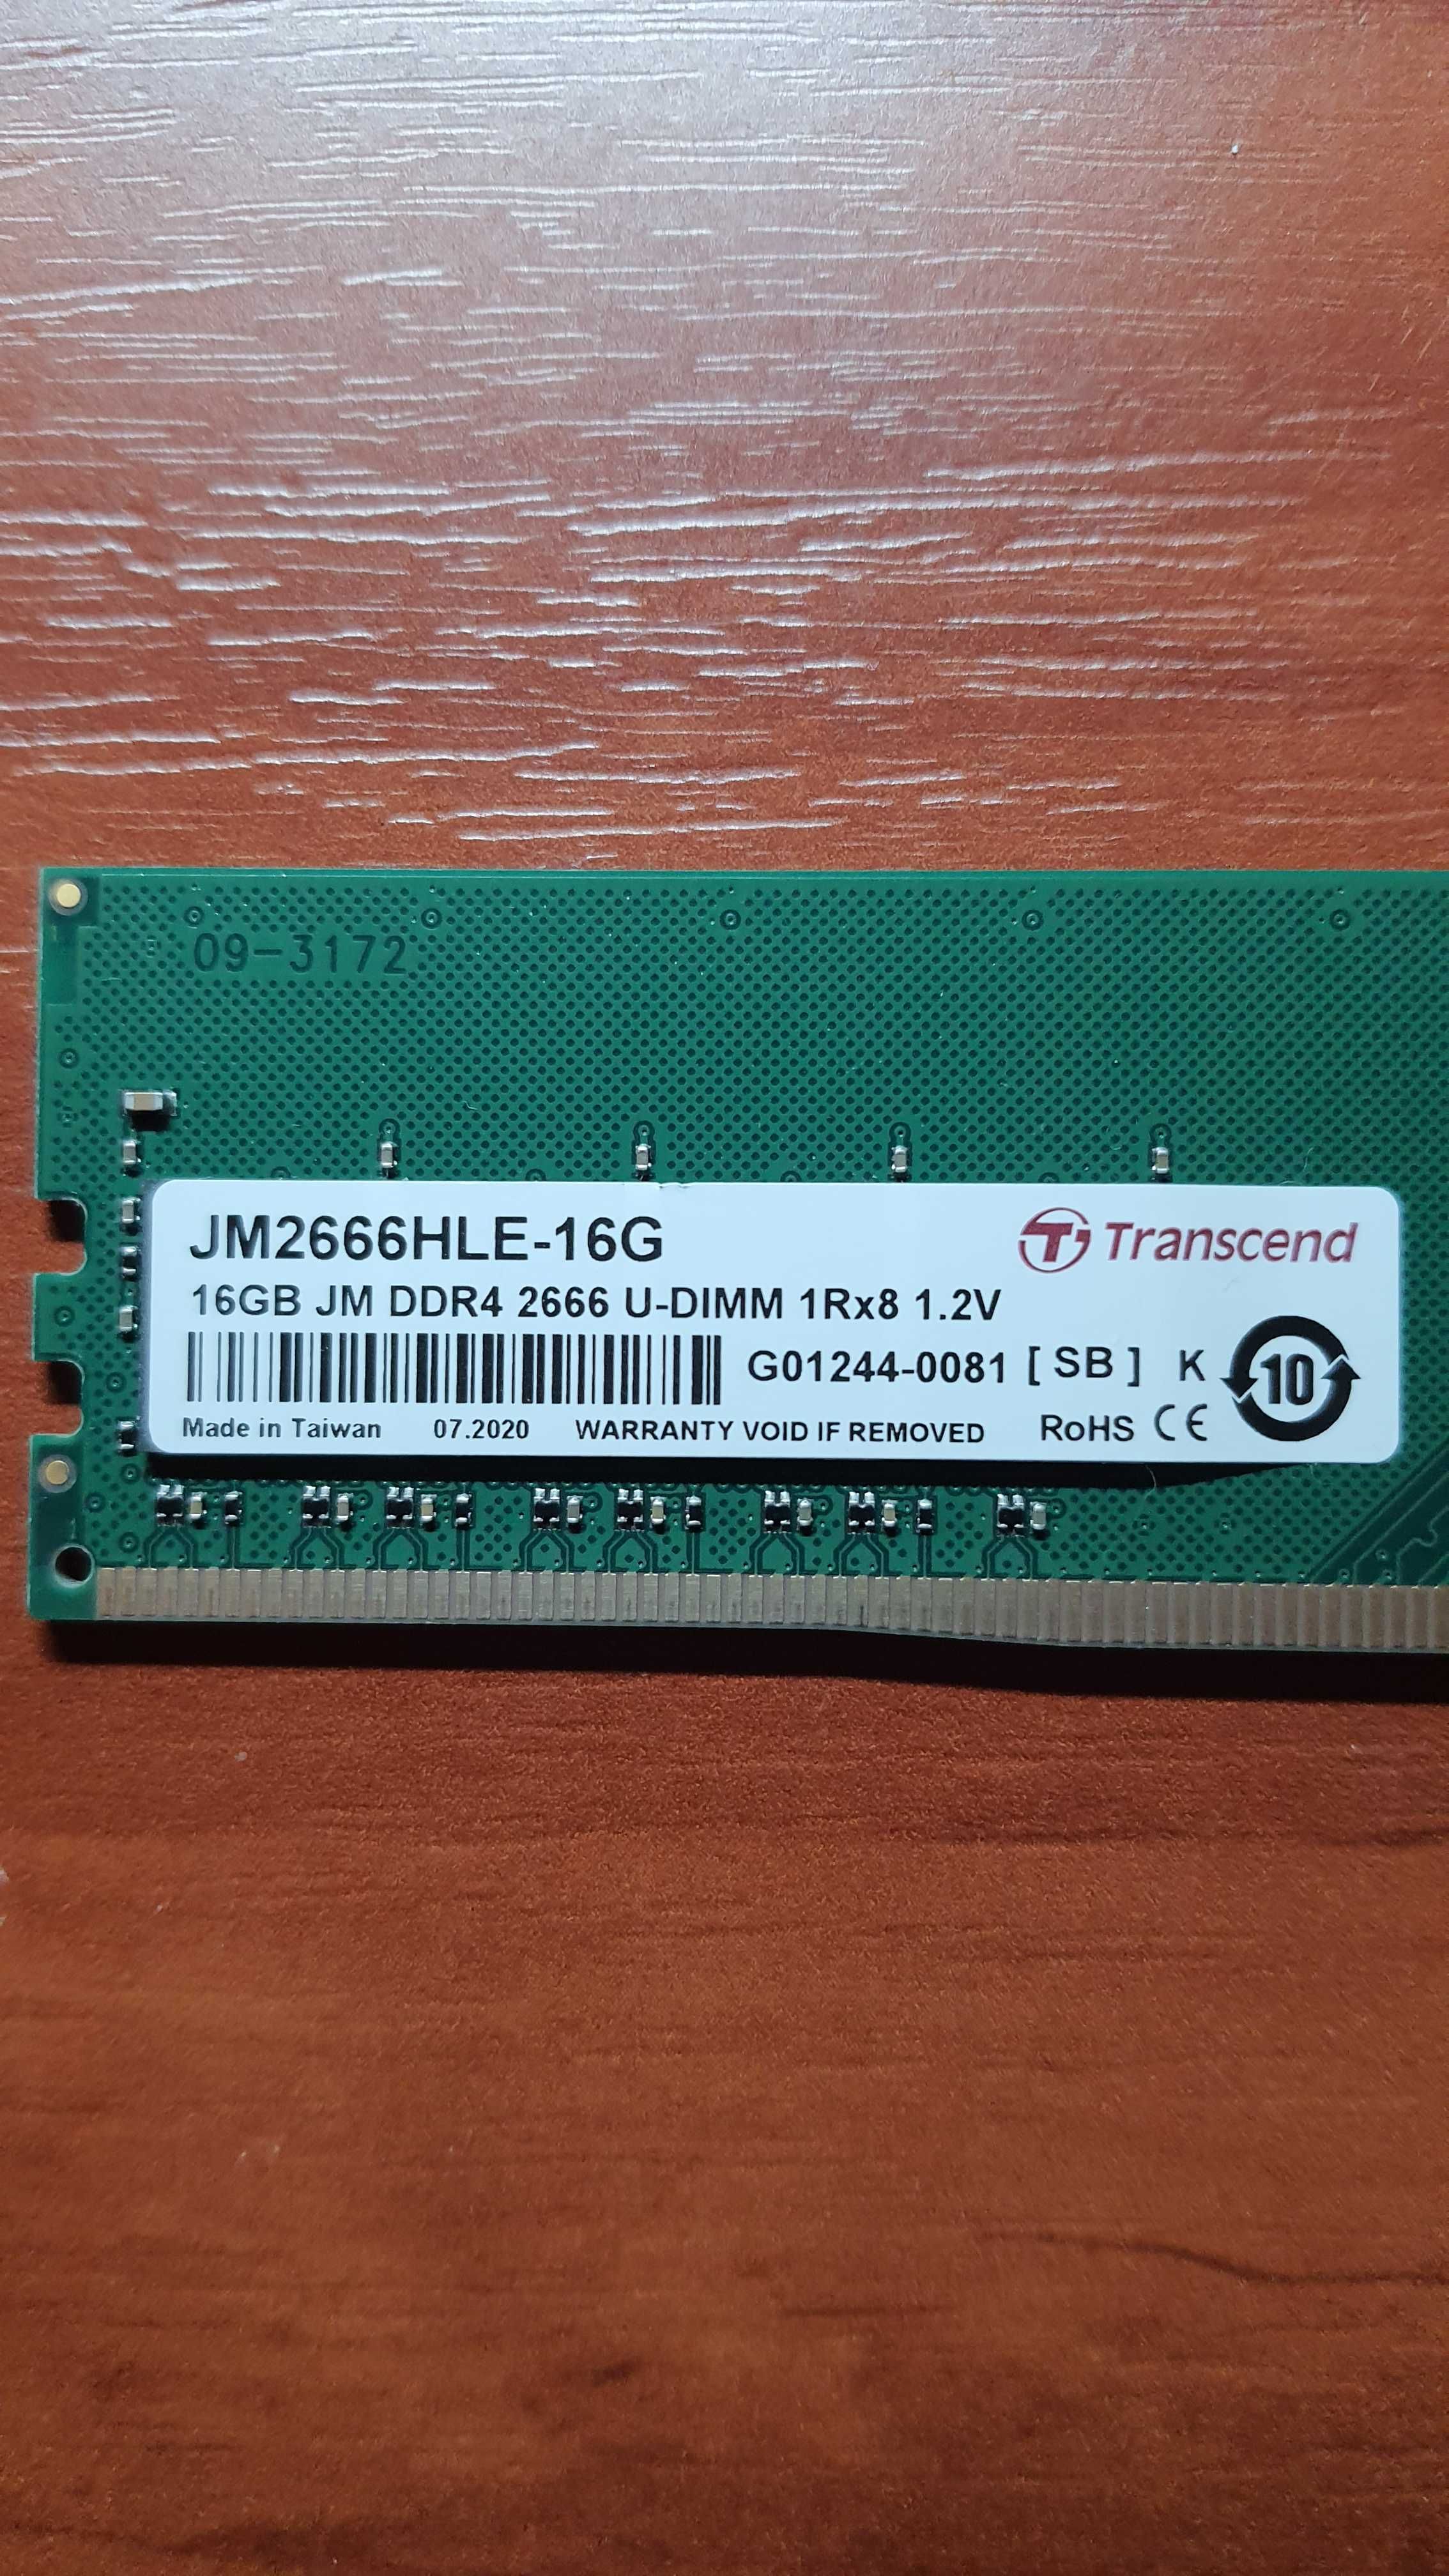 09-3172
JM2666HLE-16G
Transcend
16GB JM DDR4 2666 U-DIMM 1Rx8 1.2V
G01244-0081 [ SB ] K
10
Made in Taiwan 07.2020 WARRANTY VOID IF REMOVED RoHS CE